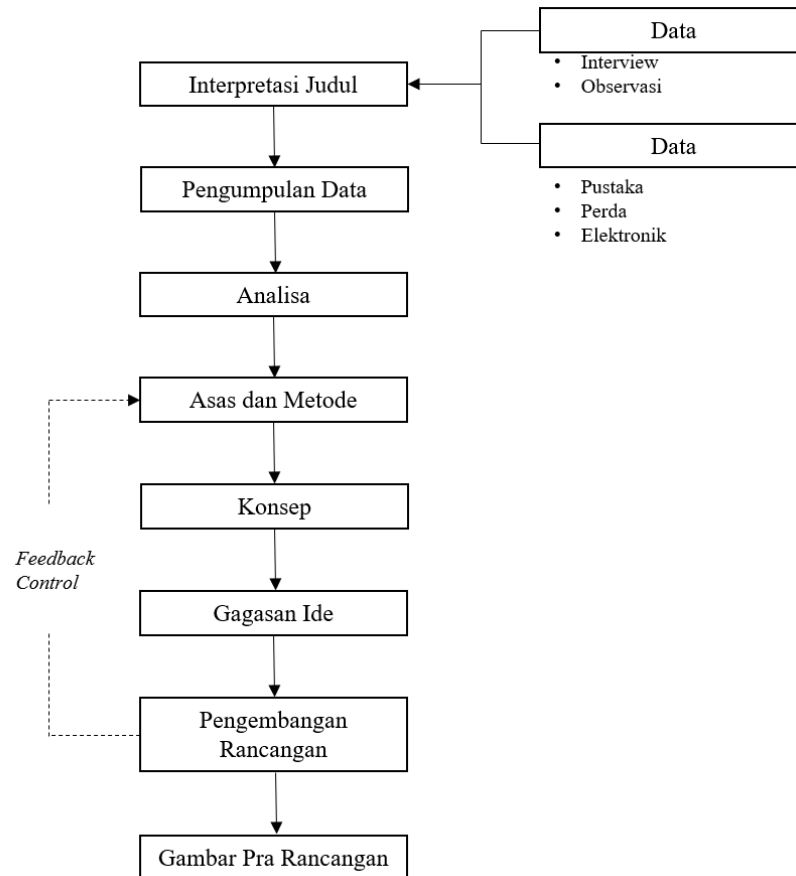 Data
• Interview
• Observasi
Interpretasi Judul
Data
• Pustaka
• Perda
• Elektronik
Pengumpulan Data
Analisa
Asas dan Metode
Konsep
Feedback
Control
Gagasan Ide
Pengembangan
Rancangan
Gambar Pra Rancangan